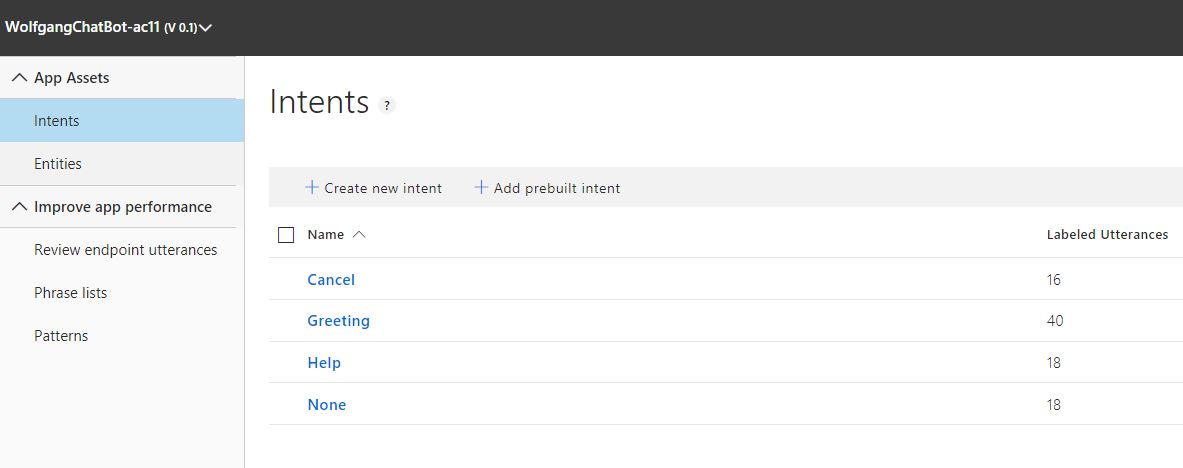 WolfgangChatBot-ac11 (V 0.1)
App Assets
Intents
Entities
Improve app performance
Review endpoint utterances
Phrase lists
Patterns
Intents ?
Create new intent Add prebuilt intent
Name Labeled Utterances
Cancel 16
Greeting 40
Help 18
None 18